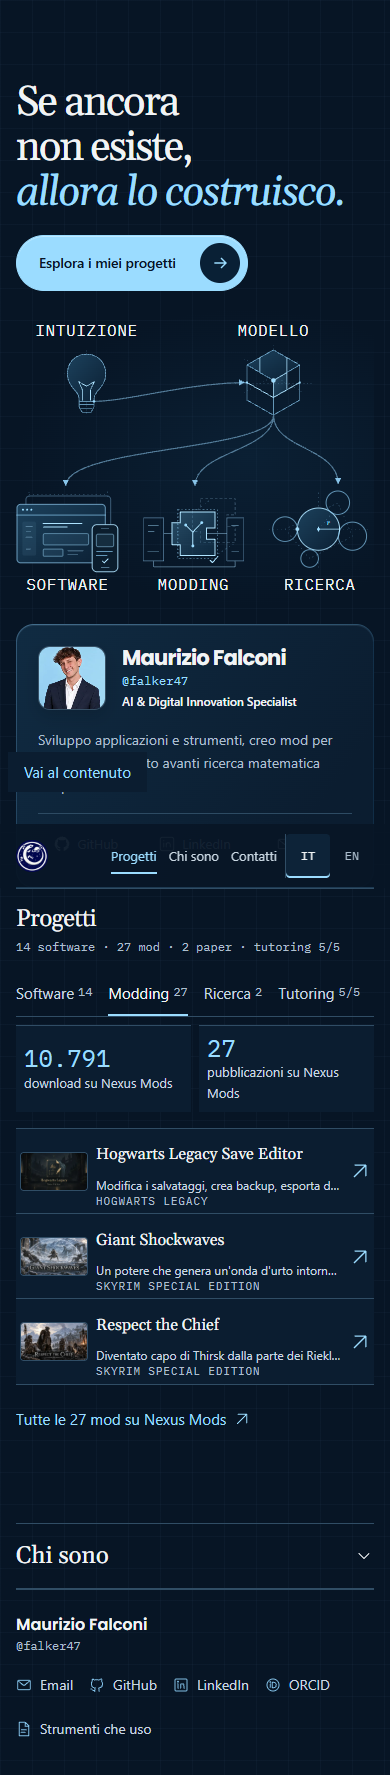 Se ancora
non esiste,
allora lo costruisco.
Esplora i miei progetti
INTUIZIONE
MODELLO
SOFTWARE
MODDING
RICERCA
Maurizio Falconi
@falker47
AI & Digital Innovation Specialist
Sviluppo applicazioni e strumenti, creo mod per
Vai al contenuto
to avanti ricerca matematica
GitHub
LinkedIn
Progetti
Chi sono
Contatti
IT
EN
Progetti
14 software · 27 mod · 2 paper · tutoring 5/5
Software 14
Modding 27
Ricerca 2
Tutoring 5/5
10.791
download su Nexus Mods
27
pubblicazioni su Nexus
Mods
Hogwarts Legacy Save Editor
Modifica i salvataggi, crea backup, esporta d...
HOGWARTS LEGACY
Giant Shockwaves
Un potere che genera un'onda d'urto intorn...
SKYRIM SPECIAL EDITION
Respect the Chief
Diventato capo di Thirsk dalla parte dei Riekl...
SKYRIM SPECIAL EDITION
Tutte le 27 mod su Nexus Mods
Chi sono
Maurizio Falconi
@falker47
Email
GitHub
LinkedIn
ORCID
Strumenti che uso